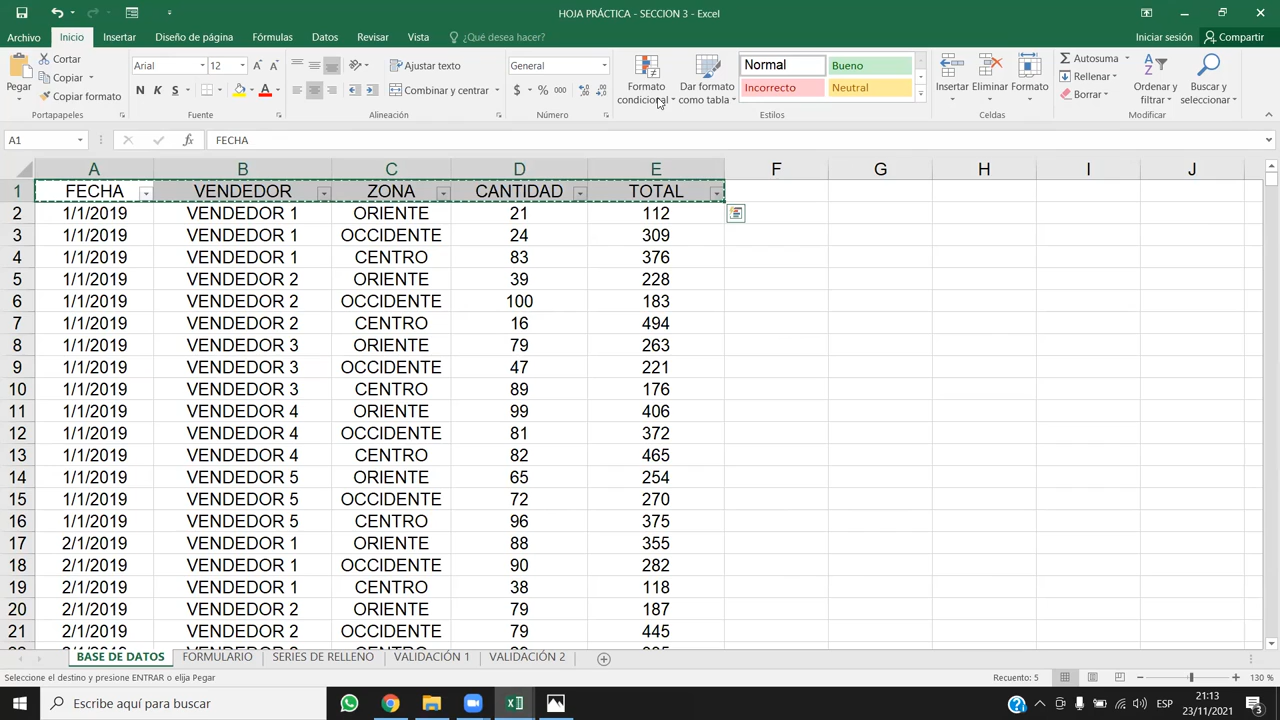 HOJA PRÁCTICA - SECCION 3 - Excel
Archivo Inicio Insertar Diseño de página Fórmulas Datos Revisar Vista ¿Qué desea hacer? Iniciar sesión Compartir
Pegar Cortar Copiar Copiar formato Portapapeles
Arial 12 N K S Fuente
Ajustar texto Combinar y centrar Alineación
General $ % 000 Número
Formato condicional Dar formato como tabla Normal Bueno Incorrecto Neutral Estilos
Insertar Eliminar Formato Celdas
Autosuma Rellenar Borrar Ordenar y filtrar Buscar y seleccionar Modificar
A1 fx FECHA
A B C D E F G H I J
1 FECHA VENDEDOR ZONA CANTIDAD TOTAL
2 1/1/2019 VENDEDOR 1 ORIENTE 21 112
3 1/1/2019 VENDEDOR 1 OCCIDENTE 24 309
4 1/1/2019 VENDEDOR 1 CENTRO 83 376
5 1/1/2019 VENDEDOR 2 ORIENTE 39 228
6 1/1/2019 VENDEDOR 2 OCCIDENTE 100 183
7 1/1/2019 VENDEDOR 2 CENTRO 16 494
8 1/1/2019 VENDEDOR 3 ORIENTE 79 263
9 1/1/2019 VENDEDOR 3 OCCIDENTE 47 221
10 1/1/2019 VENDEDOR 3 CENTRO 89 176
11 1/1/2019 VENDEDOR 4 ORIENTE 99 406
12 1/1/2019 VENDEDOR 4 OCCIDENTE 81 372
13 1/1/2019 VENDEDOR 4 CENTRO 82 465
14 1/1/2019 VENDEDOR 5 ORIENTE 65 254
15 1/1/2019 VENDEDOR 5 OCCIDENTE 72 270
16 1/1/2019 VENDEDOR 5 CENTRO 96 375
17 2/1/2019 VENDEDOR 1 ORIENTE 88 355
18 2/1/2019 VENDEDOR 1 OCCIDENTE 90 282
19 2/1/2019 VENDEDOR 1 CENTRO 38 118
20 2/1/2019 VENDEDOR 2 ORIENTE 79 187
21 2/1/2019 VENDEDOR 2 OCCIDENTE 79 445
BASE DE DATOS FORMULARIO SERIES DE RELLENO VALIDACIÓN 1 VALIDACIÓN 2
Seleccione el destino y presione ENTRAR o elija Pegar Recuento: 5 130 %
Escribe aquí para buscar ESP 21:13
23/11/2021